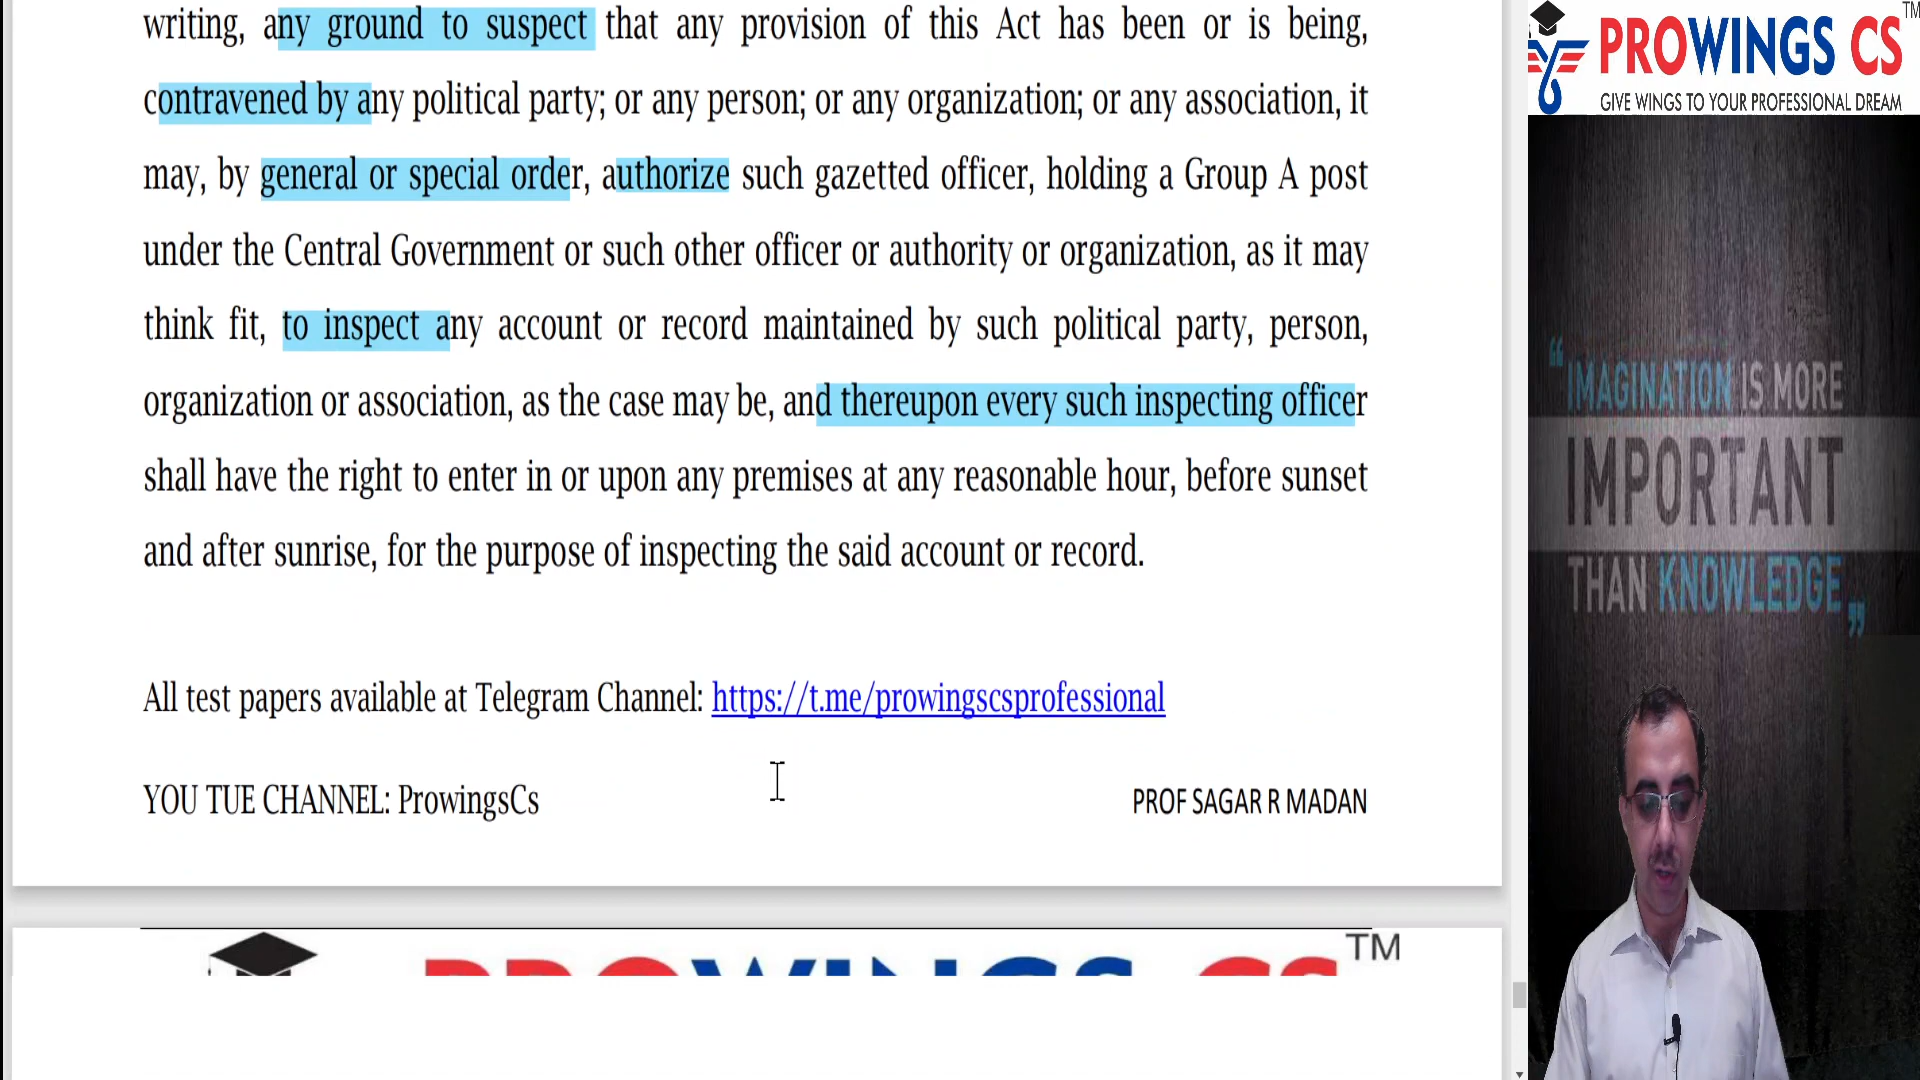 writing, any ground to suspect that any provision of this Act has been or is being,
contravened by any political party; or any person; or any organization; or any association, it
may, by general or special order, authorize such gazetted officer, holding a Group A post
under the Central Government or such other officer or authority or organization, as it may
think fit, to inspect any account or record maintained by such political party, person,
organization or association, as the case may be, and thereupon every such inspecting officer
shall have the right to enter in or upon any premises at any reasonable hour, before sunset
and after sunrise, for the purpose of inspecting the said account or record.
All test papers available at Telegram Channel: https://t.me/prowingscsprofessional
YOU TUE CHANNEL: ProwingsCs
PROF SAGAR R MADAN
PROWINGS CS TM
PROWINGS CS TM
GIVE WINGS TO YOUR PROFESSIONAL DREAM
“IMAGINATION IS MORE
IMPORTANT
THAN KNOWLEDGE”